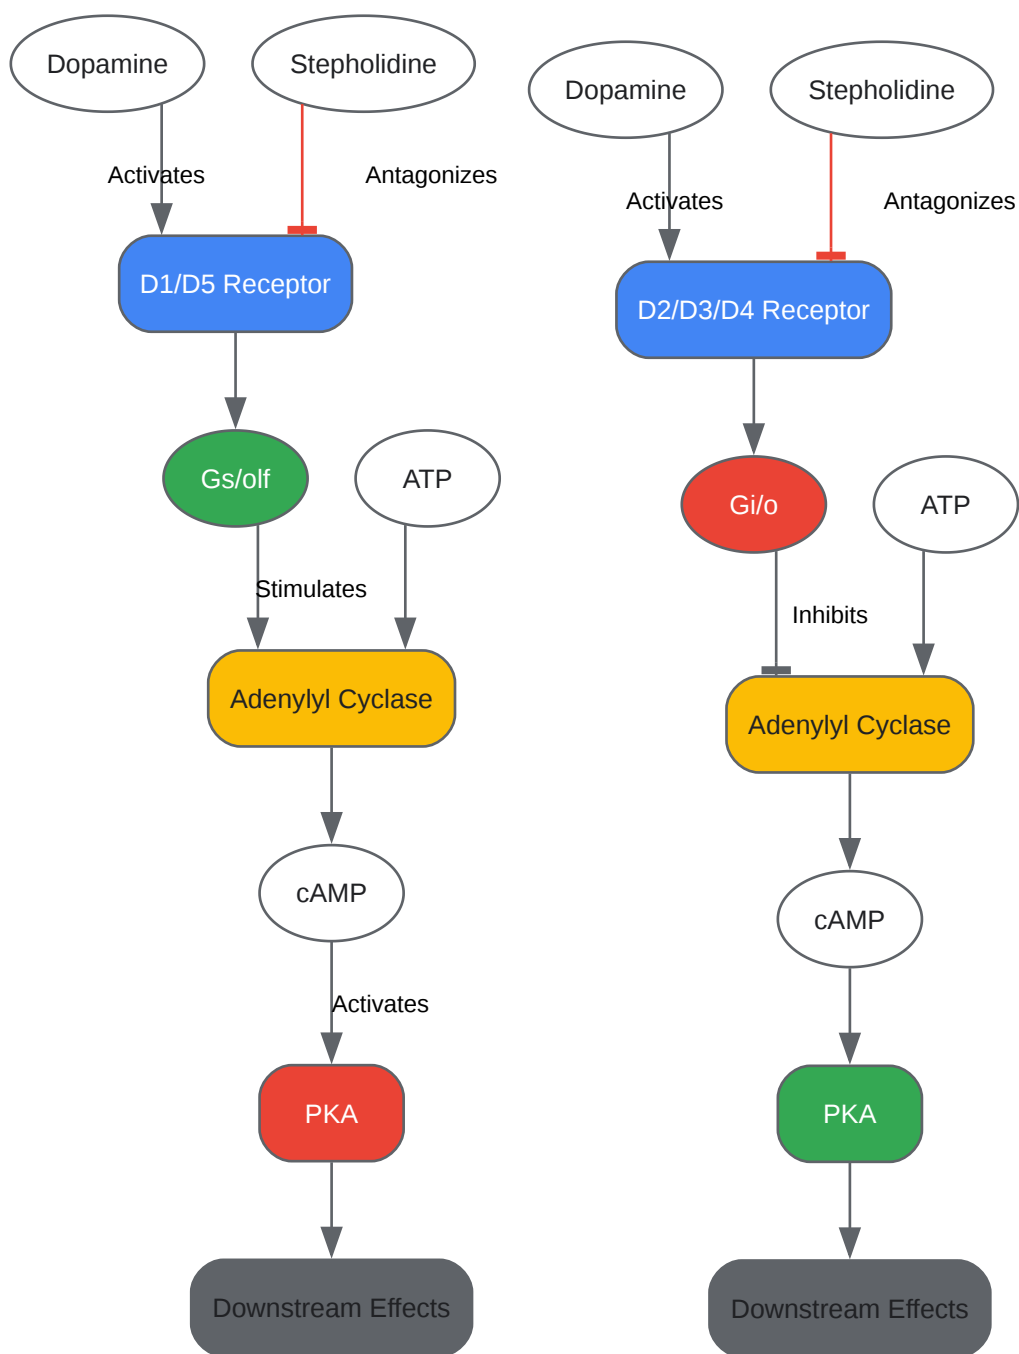 Dopamine
Stepholidine
Activates
Antagonizes
D1/D5 Receptor
Gs/olf
ATP
Stimulates
Adenylyl Cyclase
cAMP
Activates
PKA
Downstream Effects
Dopamine
Stepholidine
Activates
Antagonizes
D2/D3/D4 Receptor
Gi/o
ATP
Inhibits
Adenylyl Cyclase
cAMP
PKA
Downstream Effects